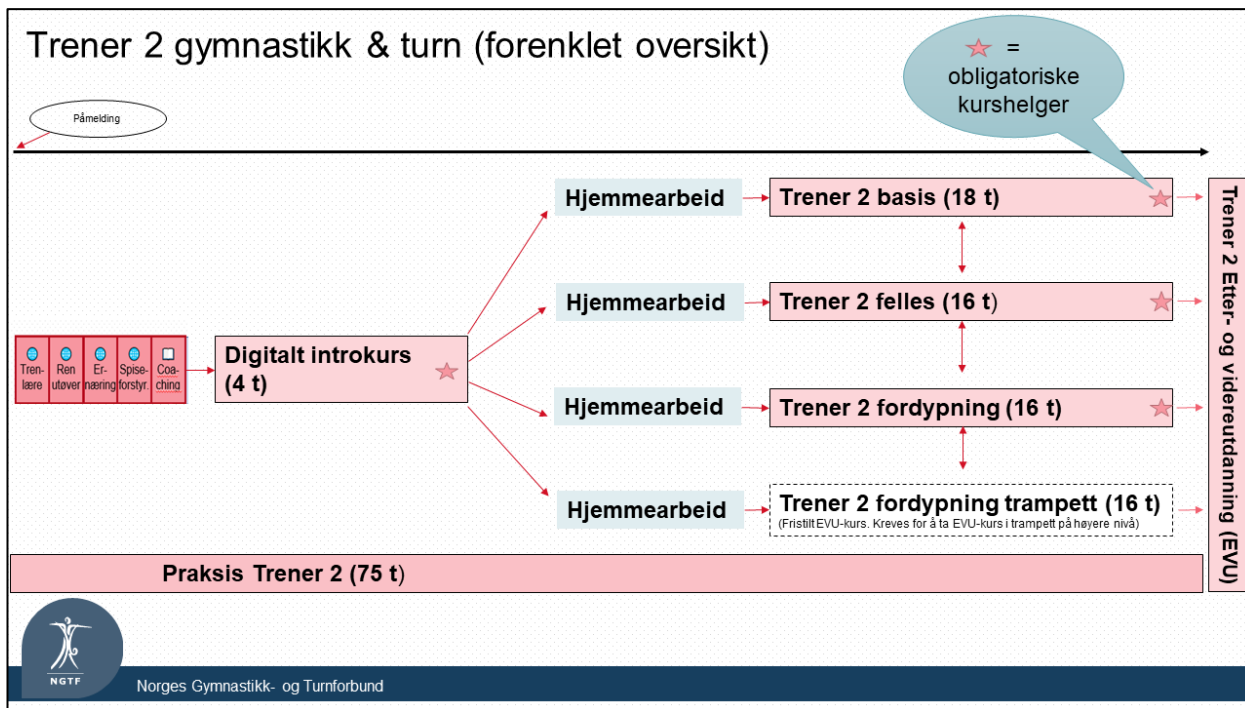 Trener 2 gymnastikk & turn (forenklet oversikt)
=
obligatoriske
kurshelger
Påmelding
Hjemmearbeid
Trener 2 basis (18 t)
Hjemmearbeid
Trener 2 felles (16 t)
Tren-
lære
Ren
utøver
Er-
næring
Spise-
forstyr.
Coa-
ching
Digitalt introkurs
(4 t)
Hjemmearbeid
Trener 2 fordypning (16 t)
Hjemmearbeid
Trener 2 fordypning trampett (16 t)
(Fristilt EVU-kurs. Kreves for å ta EVU-kurs i trampett på høyere nivå)
Trener 2 Etter- og videreutdanning (EVU)
Praksis Trener 2 (75 t)
NGTF
Norges Gymnastikk- og Turnforbund